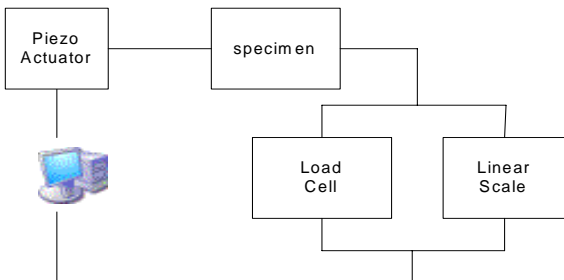 Piezo
Actuator
specimen
Load
Cell
Linear
Scale